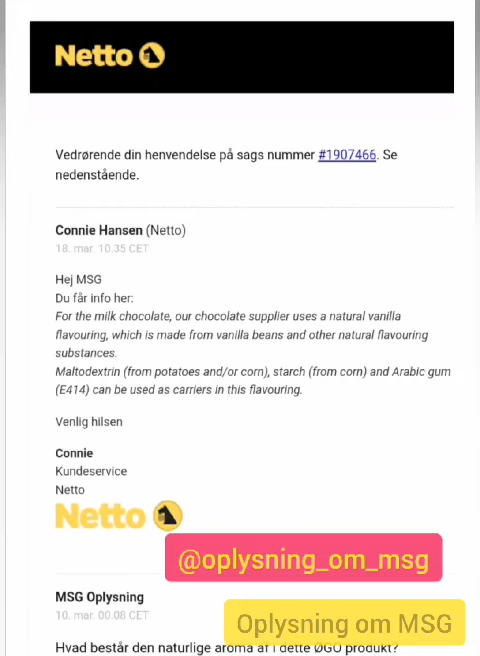 Netto
Vedrørende din henvendelse på sags nummer #1907466. Se
nedenstående.
Connie Hansen (Netto)
18. mar. 10.35 CET
Hej MSG
Du får info her:
For the milk chocolate, our chocolate supplier uses a natural vanilla
flavouring, which is made from vanilla beans and other natural flavouring
substances.
Maltodextrin (from potatoes and/or corn), starch (from corn) and Arabic gum
(E414) can be used as carriers in this flavouring.
Venlig hilsen
Connie
Kundeservice
Netto
Netto
@oplysning_om_msg
MSG Oplysning
10. mar. 00.08 CET
Oplysning om MSG
Hvad består den naturlige aroma af i dette ØGO produkt?